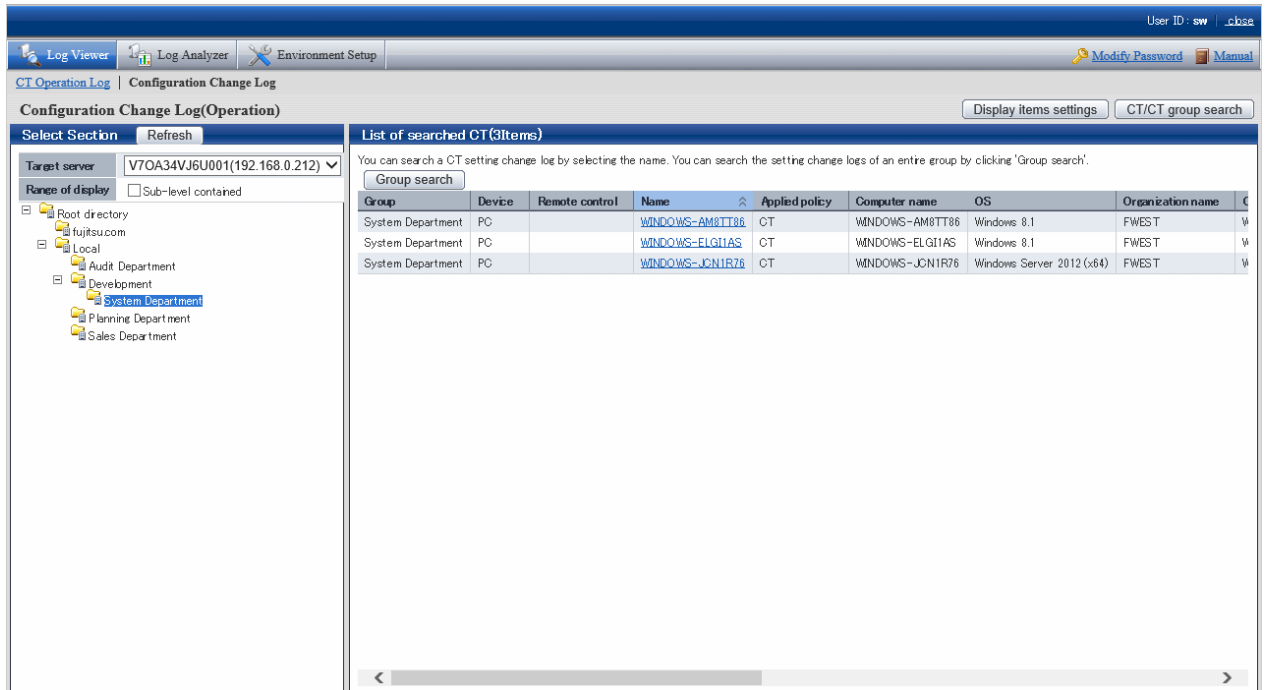 User ID : sw | close
Log Viewer Log Analyzer Environment Setup Modify Password Manual
CT Operation Log | Configuration Change Log
Configuration Change Log(Operation) Display items settings CT/CT group search
Select Section Refresh
Target server V7OA34VJ6U001(192.168.0.212)
Range of display Sub-level contained
Root directory
fujitsu.com
Local
Audit Department
Development
System Department
Planning Department
Sales Department
List of searched CT(3Items)
You can search a CT setting change log by selecting the name. You can search the setting change logs of an entire group by clicking 'Group search'.
Group search
Group Device Remote control Name Applied policy Computer name OS Organization name
System Department PC WINDOWS-AM8TT86 CT WINDOWS-AM8TT86 Windows 8.1 FWEST
System Department PC WINDOWS-ELGI1AS CT WINDOWS-ELGI1AS Windows 8.1 FWEST
System Department PC WINDOWS-JCN1R76 CT WINDOWS-JCN1R76 Windows Server 2012 (x64) FWEST